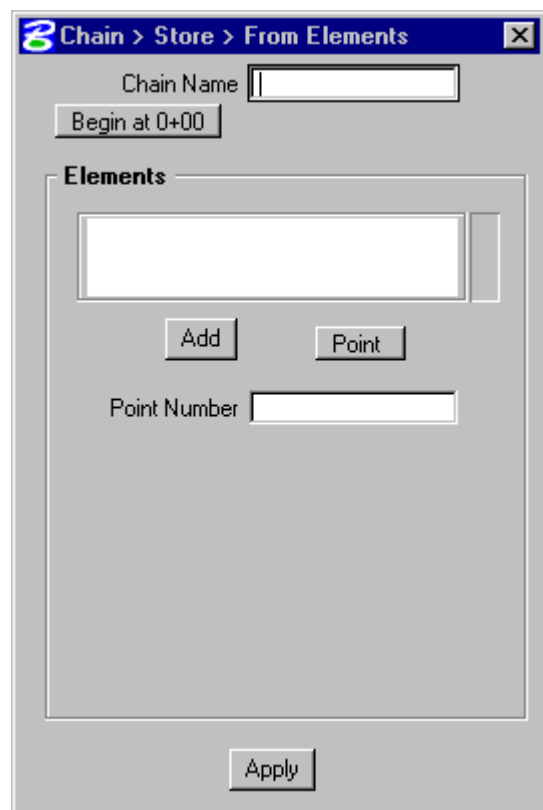 Chain > Store > From Elements
Chain Name
Begin at 0+00
Elements
Add Point
Point Number
Apply